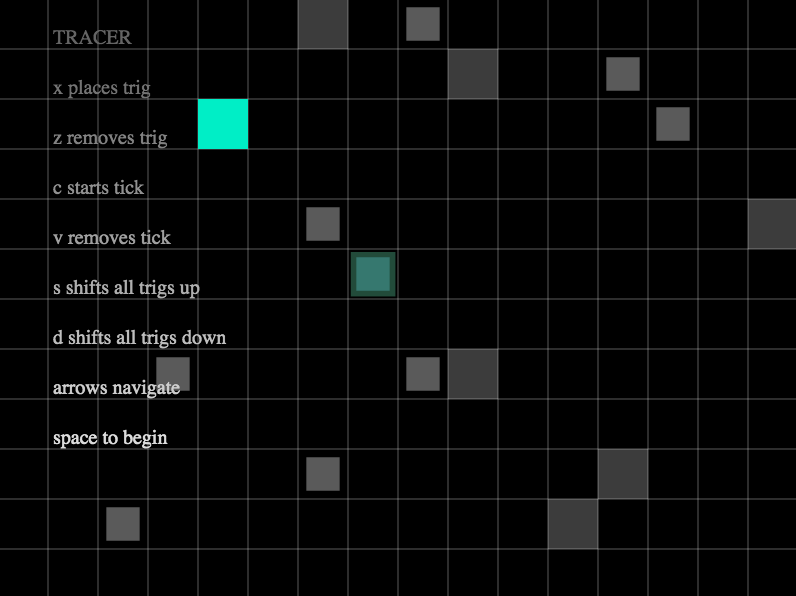 TRACER
x places trig
z removes trig
c starts tick
v removes tick
s shifts all trigs up
d shifts all trigs down
arrows navigate
space to begin